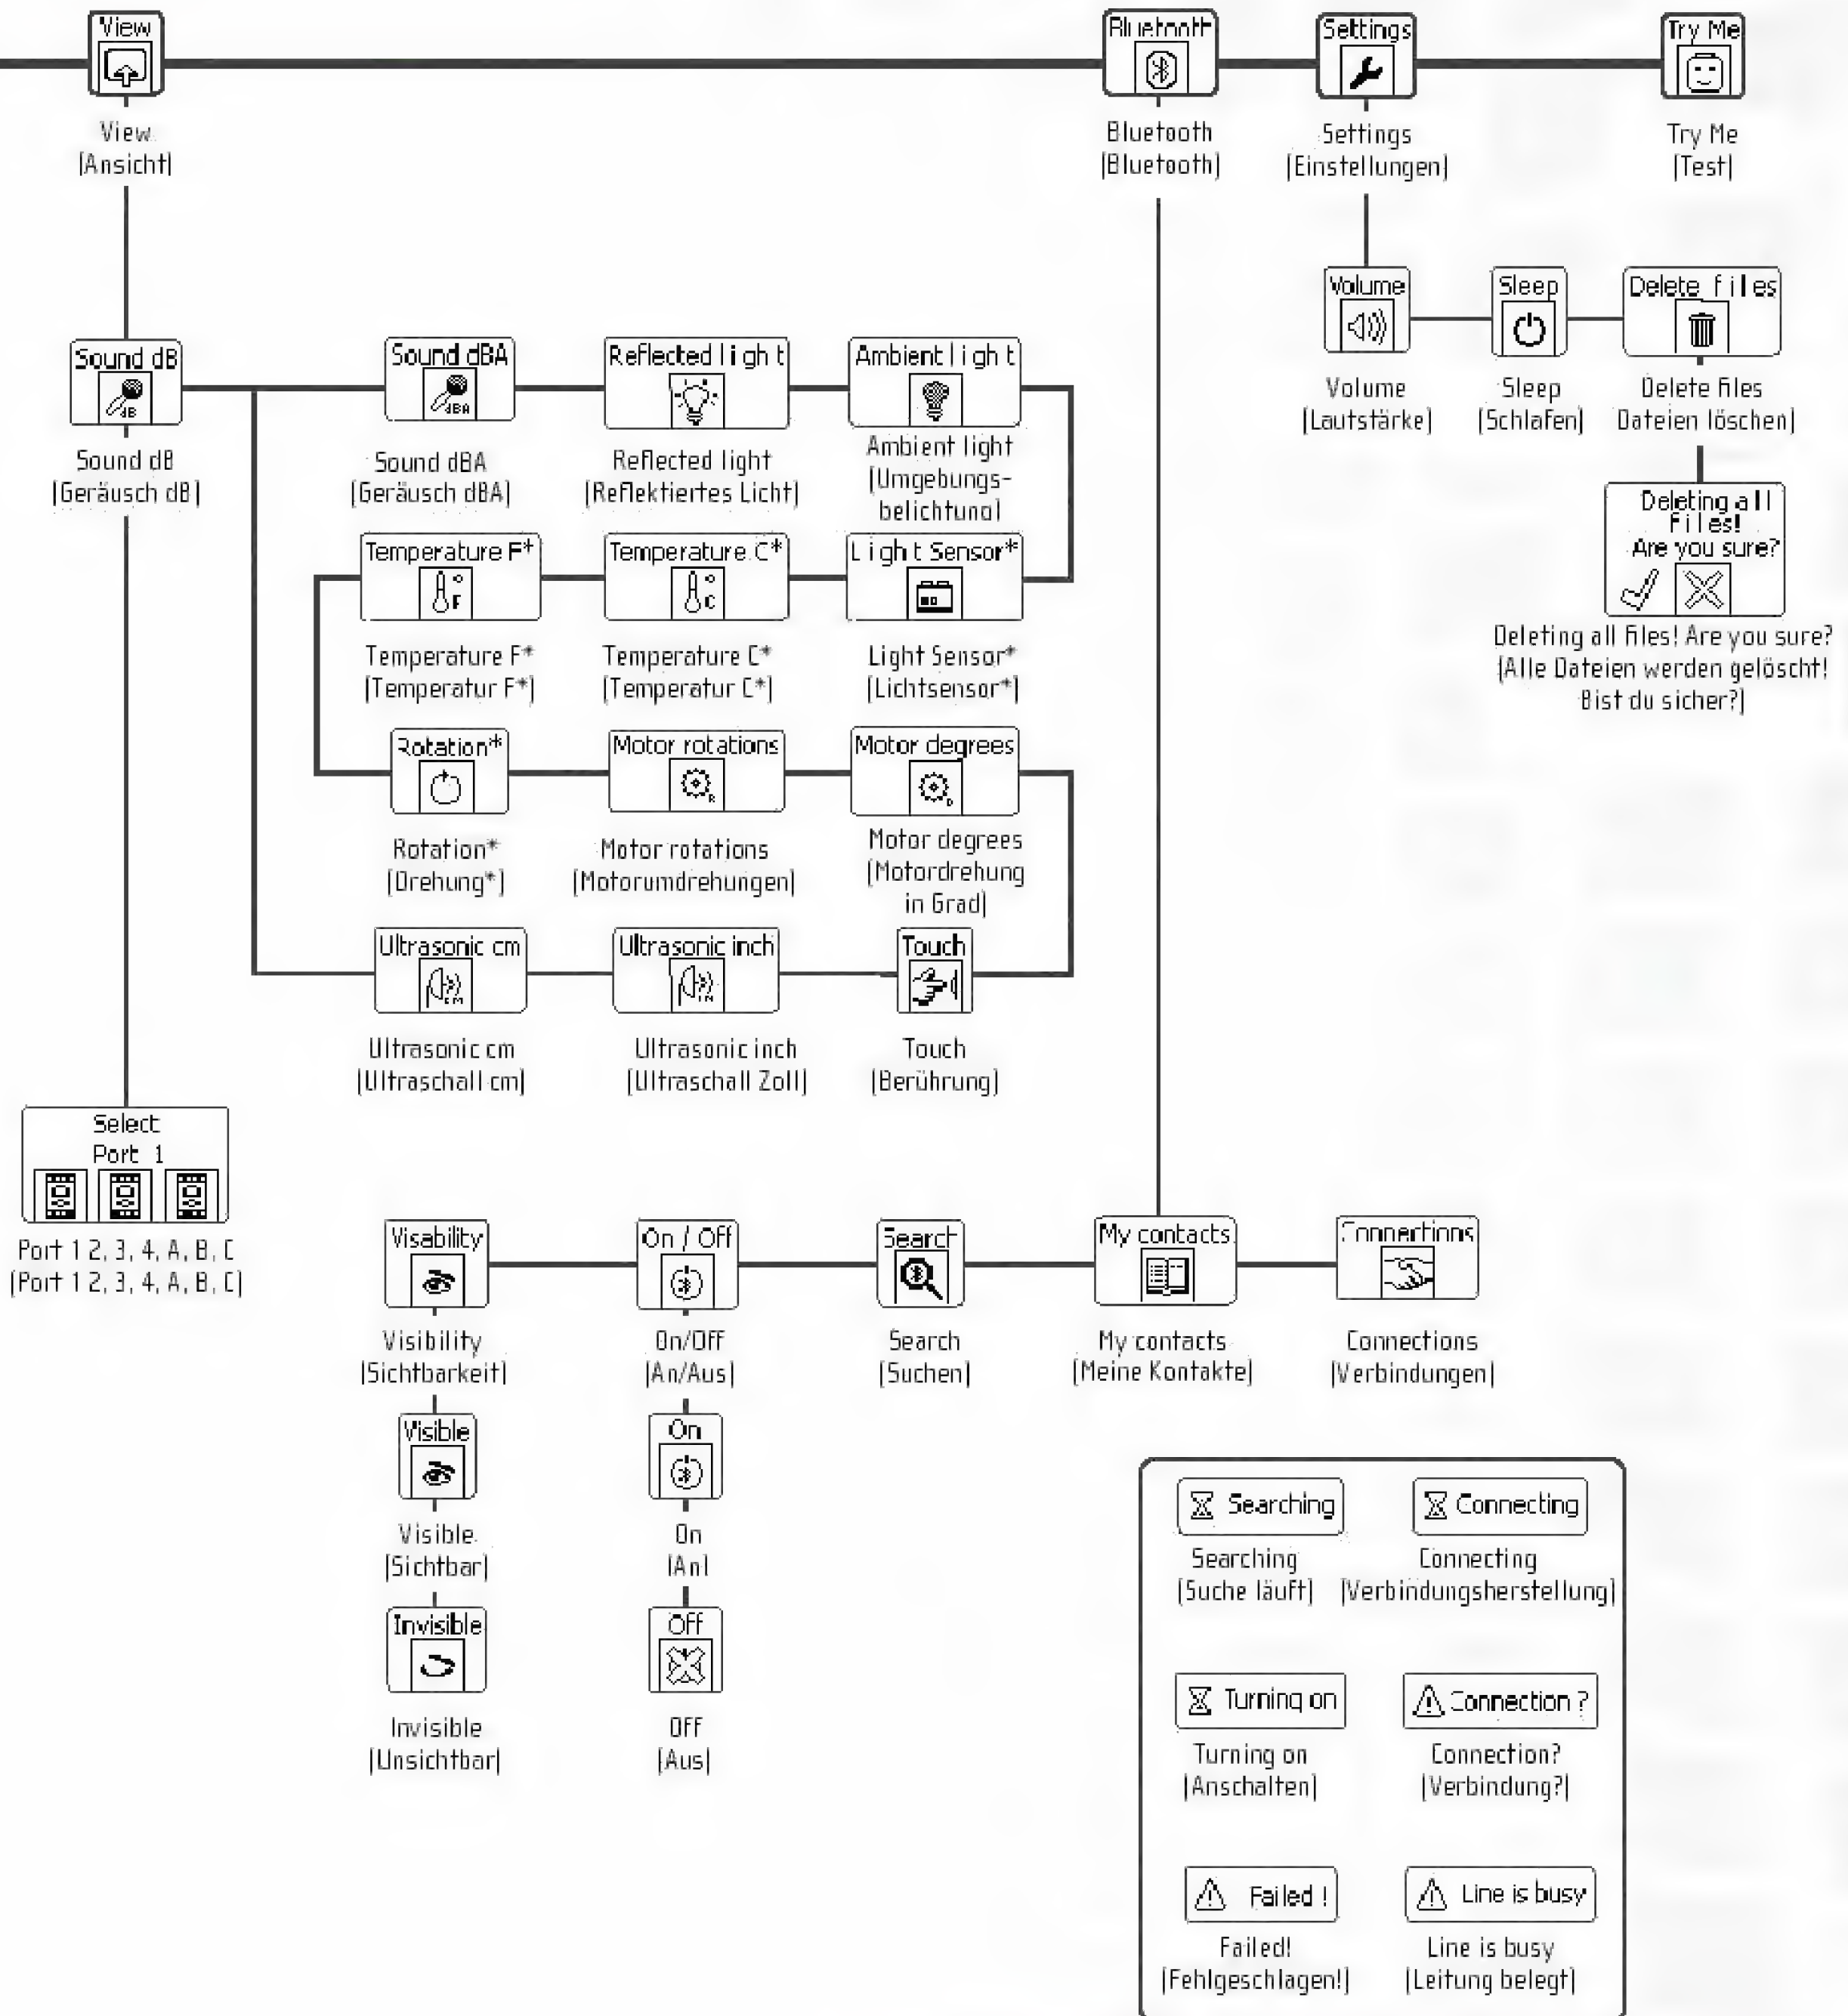 View
Bluetooth
Settings
Try Me
View
(Ansicht)
Bluetooth
(Bluetooth)
Settings
(Einstellungen)
Try Me
(Test)
Volume
Sleep
Delete files
Volume
(Lautstärke)
Sleep
(Schlafen)
Delete files
Dateien löschen)
Deleting all
Files!
Are you sure?
Deleting all files! Are you sure?
(Alle Dateien werden gelöscht!
Bist du sicher?)
Sound dB
dB
Sound dBA
dBA
Reflected light
Ambient light
Sound dB
(Geräusch dB)
Sound dBA
(Geräusch dBA)
Reflected light
(Reflektiertes Licht)
Ambient light
(Umgebungs-
belichtung)
Temperature F*
F
Temperature C*
C
Light Sensor*
Temperature F*
(Temperatur F*)
Temperature C*
(Temperatur C*)
Light Sensor*
(Lichtsensor*)
Rotation*
Motor rotations
R
Motor degrees
D
Rotation*
(Drehung*)
Motor rotations
(Motorumdrehungen)
Motor degrees
(Motordrehung
in Grad)
Ultrasonic cm
CM
Ultrasonic inch
IN
Touch
Ultrasonic cm
(Ultraschall cm)
Ultrasonic inch
(Ultraschall Zoll)
Touch
(Berührung)
Select
Port 1
Port 1 2, 3, 4, A, B, C
(Port 1 2, 3, 4, A, B, C)
Visability
On / Off
Search
My contacts
Connections
Visibility
(Sichtbarkeit)
On/Off
(An/Aus)
Search
(Suchen)
My contacts
(Meine Kontakte)
Connections
(Verbindungen)
Visible
On
Visible
(Sichtbar)
On
(An)
Invisible
Off
Invisible
(Unsichtbar)
Off
(Aus)
Searching
Connecting
Searching
(Suche läuft)
Connecting
(Verbindungsherstellung)
Turning on
Connection ?
Turning on
(Anschalten)
Connection?
(Verbindung?)
Failed !
Line is busy
Failed!
(Fehlgeschlagen!)
Line is busy
(Leitung belegt)